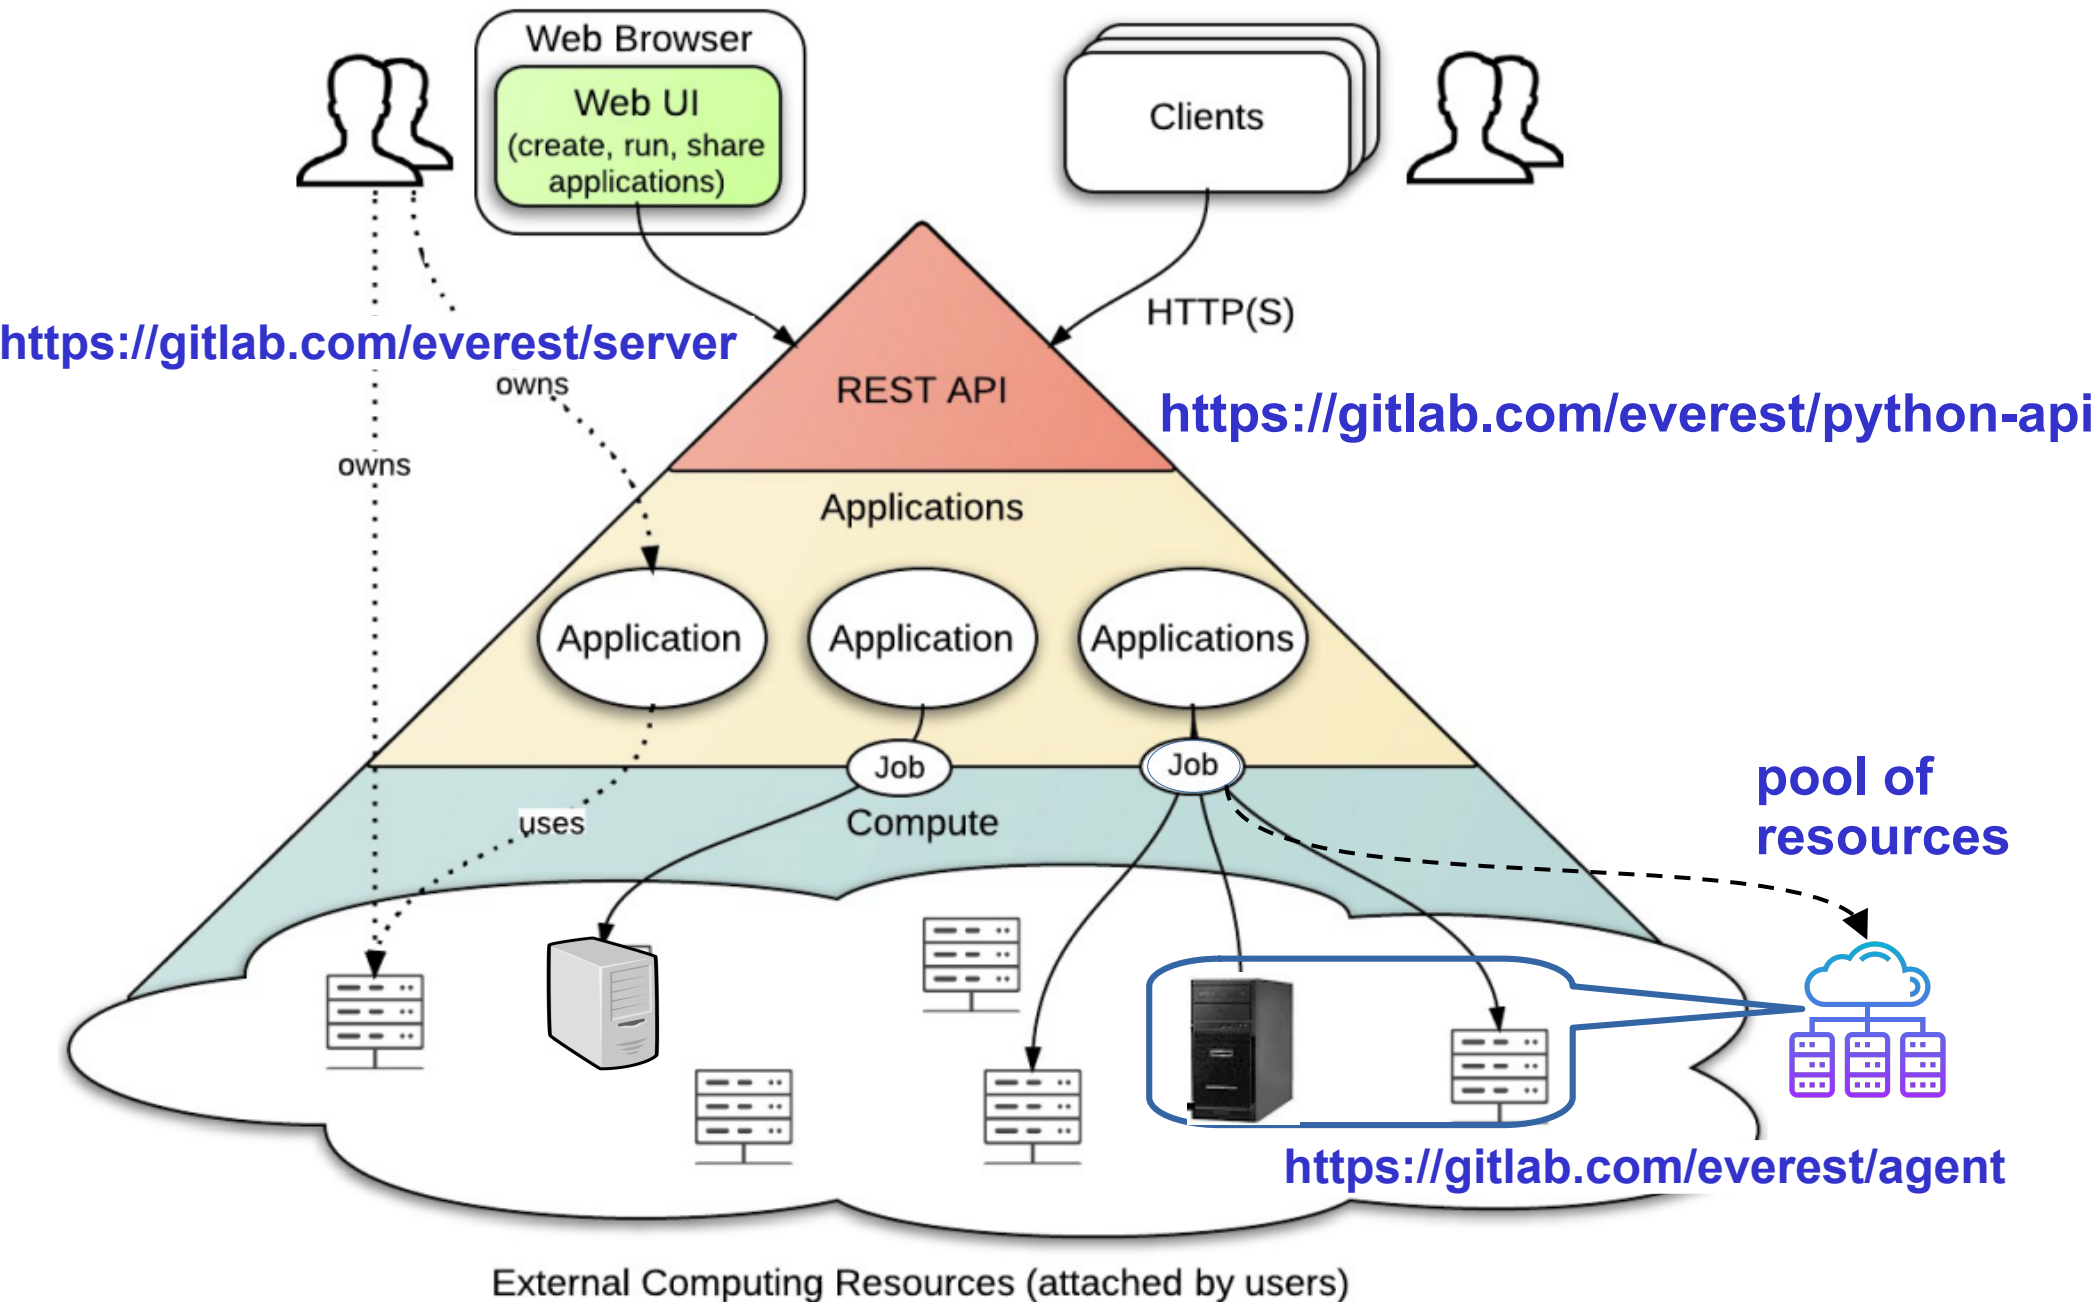 Web Browser
Web UI
(create, run, share
applications)
Clients
HTTP(S)
https://gitlab.com/everest/server
owns
REST API
https://gitlab.com/everest/python-api
owns
Applications
Application
Application
Applications
Job
Job
pool of
resources
uses
Compute
https://gitlab.com/everest/agent
External Computing Resources (attached by users)